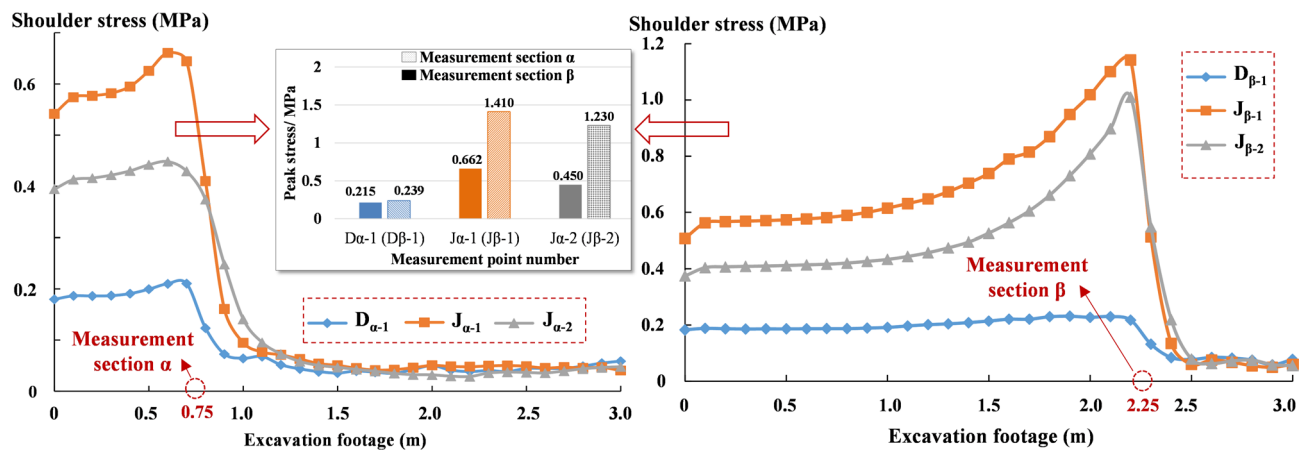 Shoulder stress (MPa)
0.6
0.4
0.2
0
0
0.5
0.75
1.0
1.5
2.0
2.5
3.0
Excavation footage (m)
Measurement
section α
Dα-1
Jα-1
Jα-2
Measurement section α
Measurement section β
Peak stress/ MPa
2
1.5
1
0.5
0
0.215
0.239
0.662
1.410
0.450
1.230
Dα-1 (Dβ-1)
Jα-1 (Jβ-1)
Jα-2 (Jβ-2)
Measurement point number
Shoulder stress (MPa)
1.2
1.0
0.8
0.6
0.4
0.2
0
0
0.5
1.0
1.5
2.0
2.25
2.5
3.0
Excavation footage (m)
Measurement
section β
Dβ-1
Jβ-1
Jβ-2